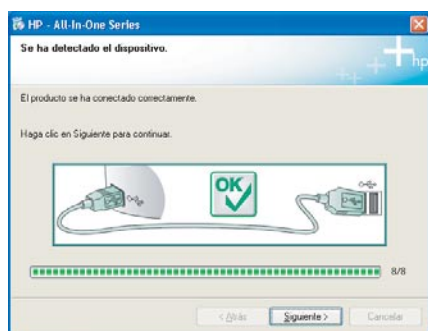 HP - All-In-One Series
Se ha detectado el dispositivo.
hp
El producto se ha conectado correctamente.
Haga clic en Siguiente para continuar.
OK
8/8
< Atrás
Siguiente >
Cancelar